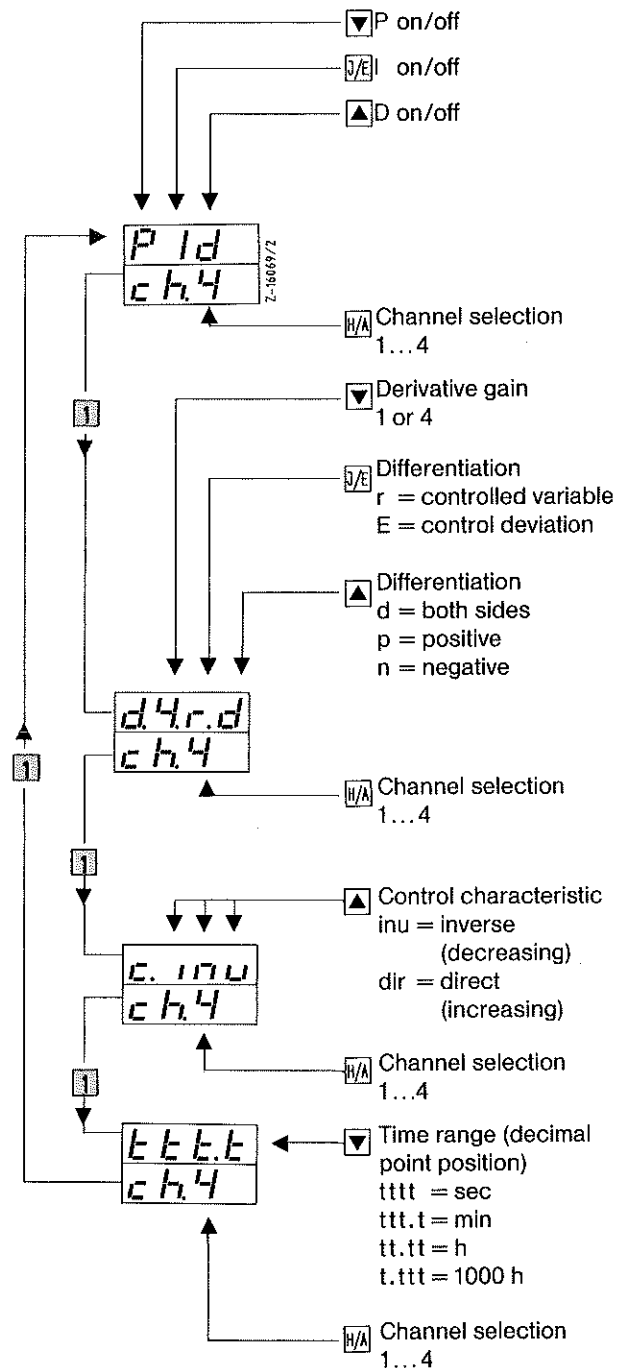 ▼ P on/off
J/E I on/off
▲ D on/off
P I d
ch.4
Z-16069/2
H/A Channel selection
1...4
1
▼ Derivative gain
1 or 4
J/E Differentiation
r = controlled variable
E = control deviation
▲ Differentiation
d = both sides
p = positive
n = negative
d.4.r.d
ch.4
1
H/A Channel selection
1...4
1
▲ Control characteristic
inu = inverse
(decreasing)
dir = direct
(increasing)
c. inu
ch.4
H/A Channel selection
1...4
1
▼ Time range (decimal
point position)
tttt = sec
ttt.t = min
tt.tt = h
t.ttt = 1000 h
ttt.t
ch.4
H/A Channel selection
1...4